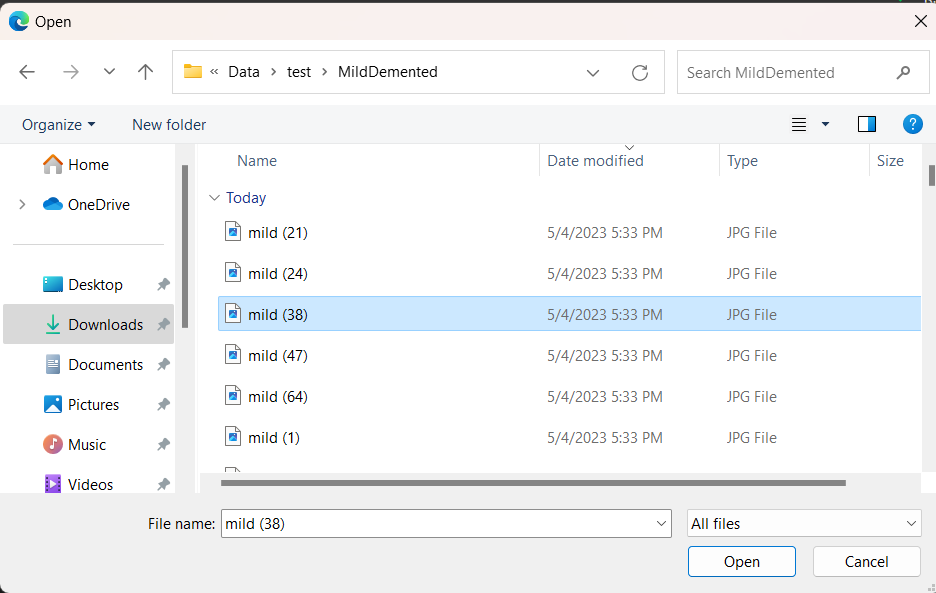 Open
« Data > test > MildDemented
Search MildDemented
Organize
New folder
?
Home
OneDrive
Desktop
Downloads
Documents
Pictures
Music
Videos
Name Date modified Type Size
Today
mild (21) 5/4/2023 5:33 PM JPG File
mild (24) 5/4/2023 5:33 PM JPG File
mild (38) 5/4/2023 5:33 PM JPG File
mild (47) 5/4/2023 5:33 PM JPG File
mild (64) 5/4/2023 5:33 PM JPG File
mild (1) 5/4/2023 5:33 PM JPG File
File name: mild (38) All files
Open Cancel